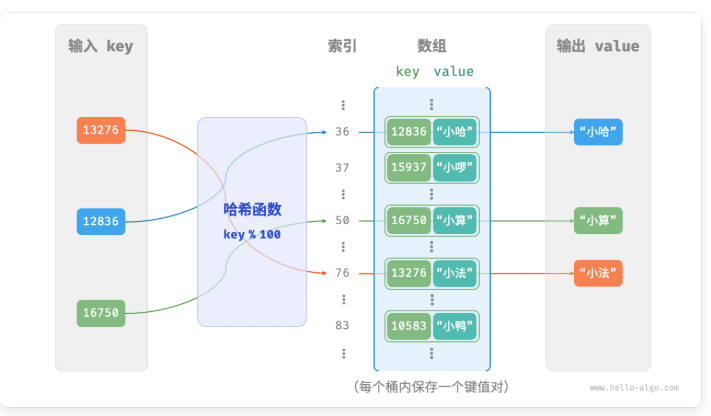 输入 key
索引
数组
输出 value
key value
13276
36
12836 “小哈”
“小哈”
37
15937 “小啰”
哈希函数
key % 100
12836
50
16750 “小算”
“小算”
76
13276 “小法”
“小法”
16750
83
10583 “小鸭”
（每个桶内保存一个键值对）
www.hello-algo.com